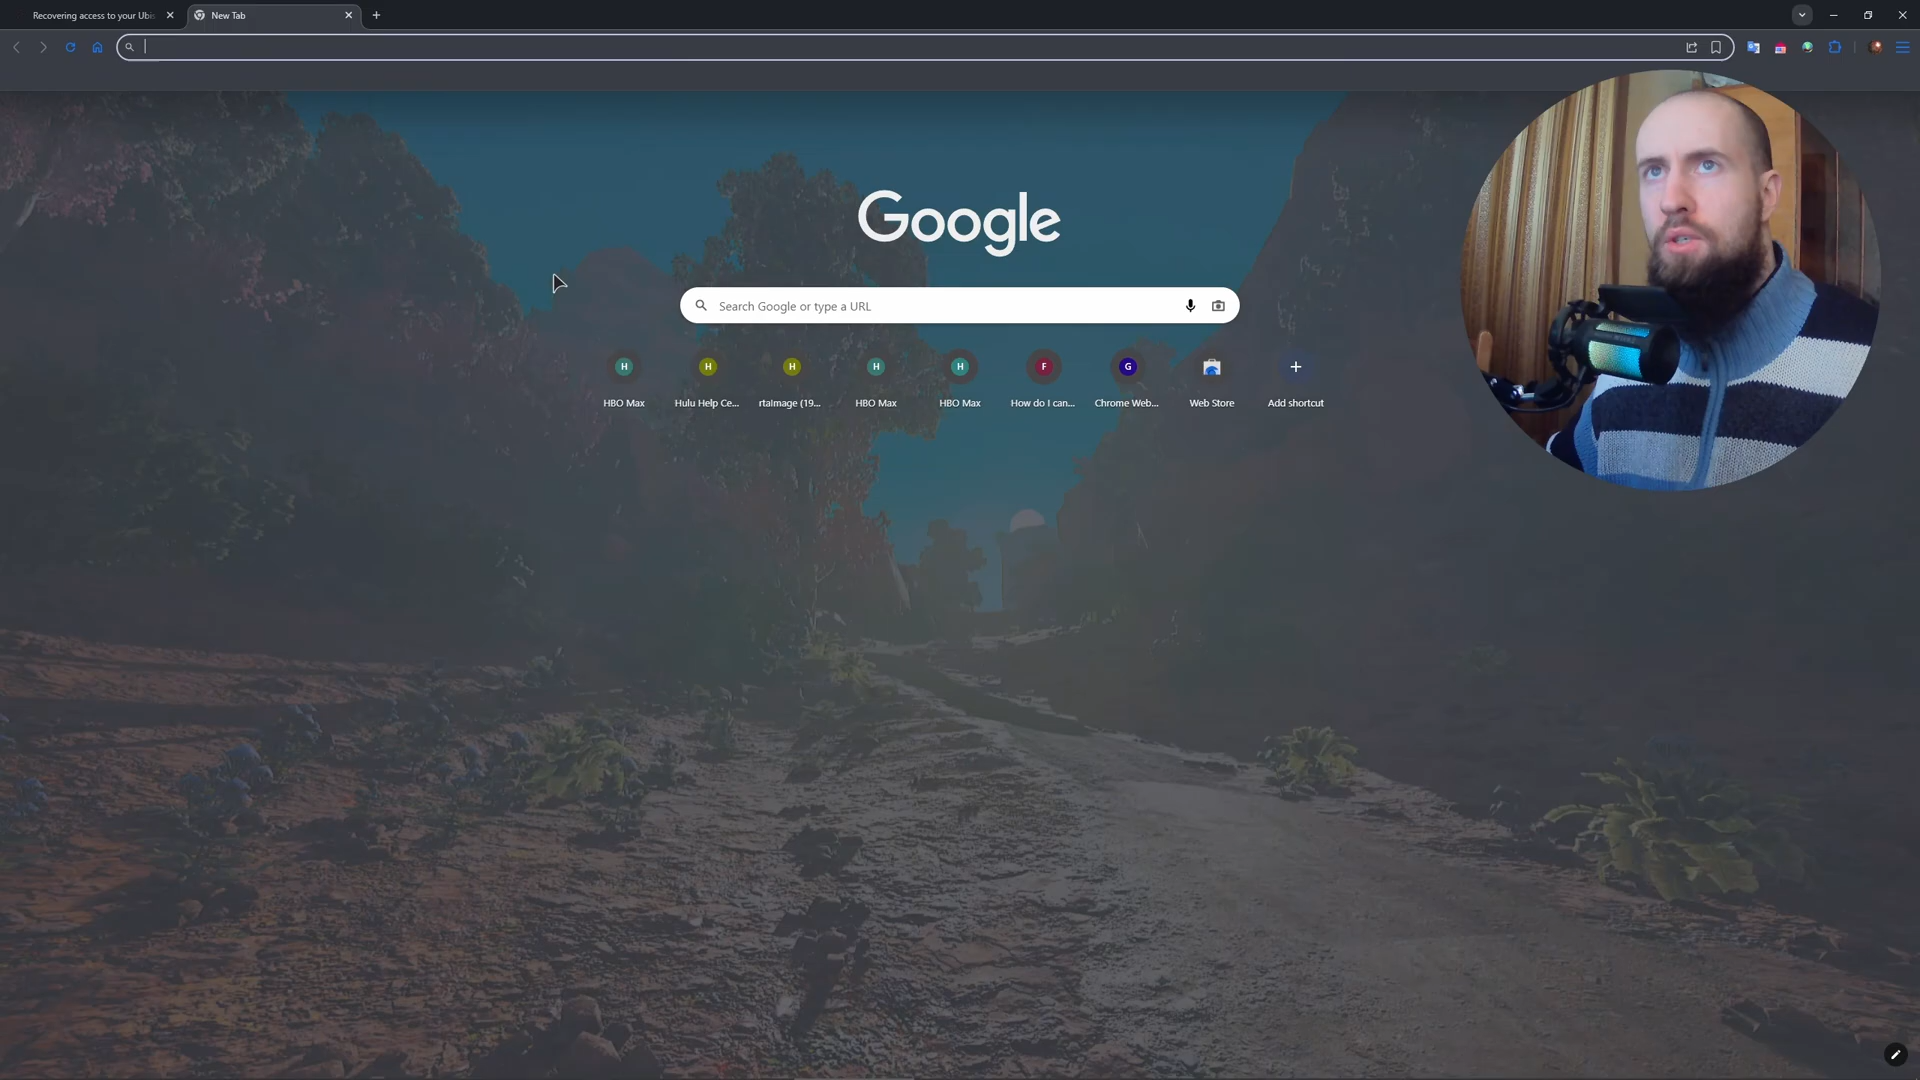 Recovering access to your Ubis
New Tab
Google
Search Google or type a URL
H
H
H
H
H
F
G
HBO Max
Hulu Help Ce...
rtaImage (19...
HBO Max
HBO Max
How do I can...
Chrome Web...
Web Store
Add shortcut